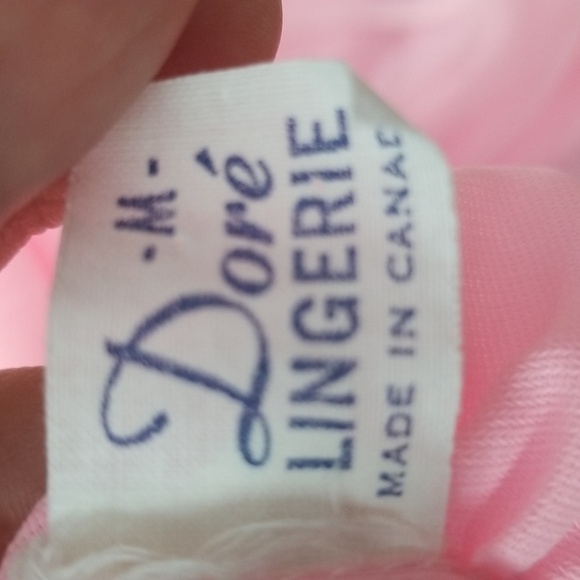 -M-
Doré
LINGERIE
MADE IN CANAD